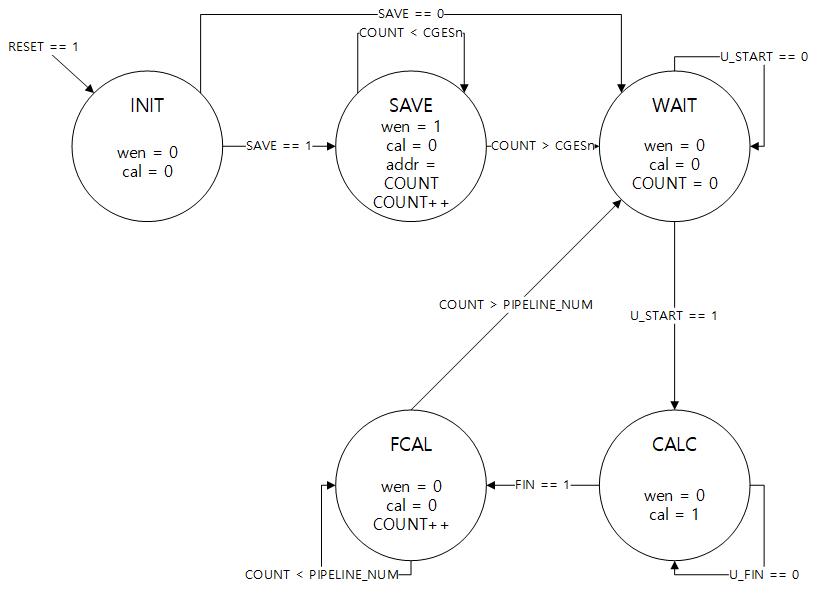 SAVE == 0
COUNT < CGESn
RESET == 1
U_START == 0
INIT
wen = 0
cal = 0
SAVE == 1
SAVE
wen = 1
cal = 0
addr =
COUNT
COUNT++
COUNT > CGESn
WAIT
wen = 0
cal = 0
COUNT = 0
COUNT > PIPELINE_NUM
U_START == 1
FCAL
wen = 0
cal = 0
COUNT++
FIN == 1
CALC
wen = 0
cal = 1
COUNT < PIPELINE_NUM
U_FIN == 0